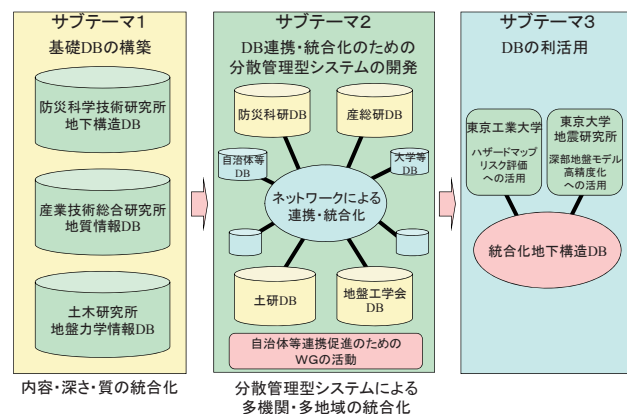 サブテーマ1
基礎DBの構築
防災科学技術研究所
地下構造DB
産業技術総合研究所
地質情報DB
土木研究所
地盤力学情報DB
内容・深さ・質の統合化
サブテーマ2
DB連携・統合化のための
分散管理型システムの開発
防災科研DB
産総研DB
自治体等
DB
大学等
DB
ネットワークによる
連携・統合化
土研DB
地盤工学会
DB
自治体等連携促進のための
WGの活動
分散管理型システムによる
多機関・多地域の統合化
サブテーマ3
DBの利活用
東京工業大学
ハザードマップ
リスク評価
への活用
東京大学
地震研究所
深部地盤モデル
高精度化
への活用
統合化地下構造DB